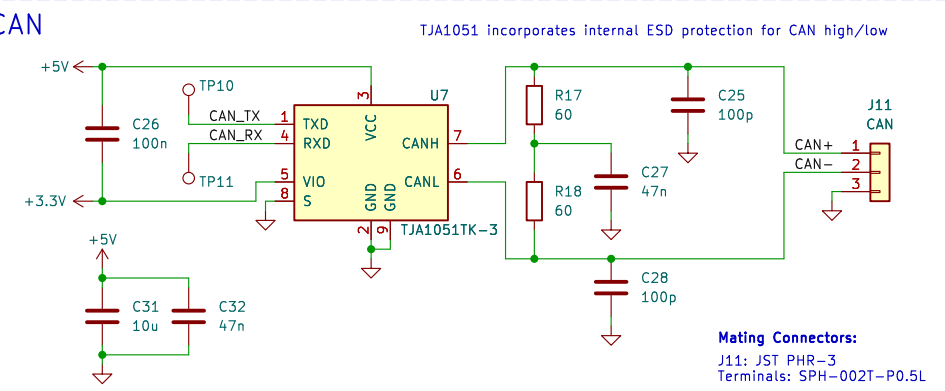 CAN
TJA1051 incorporates internal ESD protection for CAN high/low
+5V
TP10
CAN_TX
CAN_RX
TP11
C26
100n
+3.3V
U7
3
VCC
1
TXD
4
RXD
5
VIO
8
S
CANH
7
CANL
6
GND
GND
2
9
TJA1051TK-3
R17
60
R18
60
C25
100p
C27
47n
C28
100p
J11
CAN
CAN+
1
CAN-
2
3
+5V
C31
10u
C32
47n
Mating Connectors:
J11: JST PHR-3
Terminals: SPH-002T-P0.5L